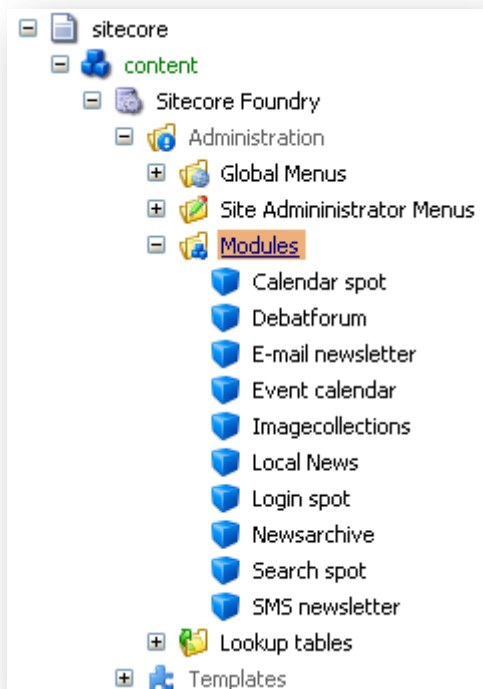 sitecore
content
Sitecore Foundry
Administration
Global Menus
Site Admininistrator Menus
Modules
Calendar spot
Debatforum
E-mail newsletter
Event calendar
Imagecollections
Local News
Login spot
Newsarchive
Search spot
SMS newsletter
Lookup tables
Templates